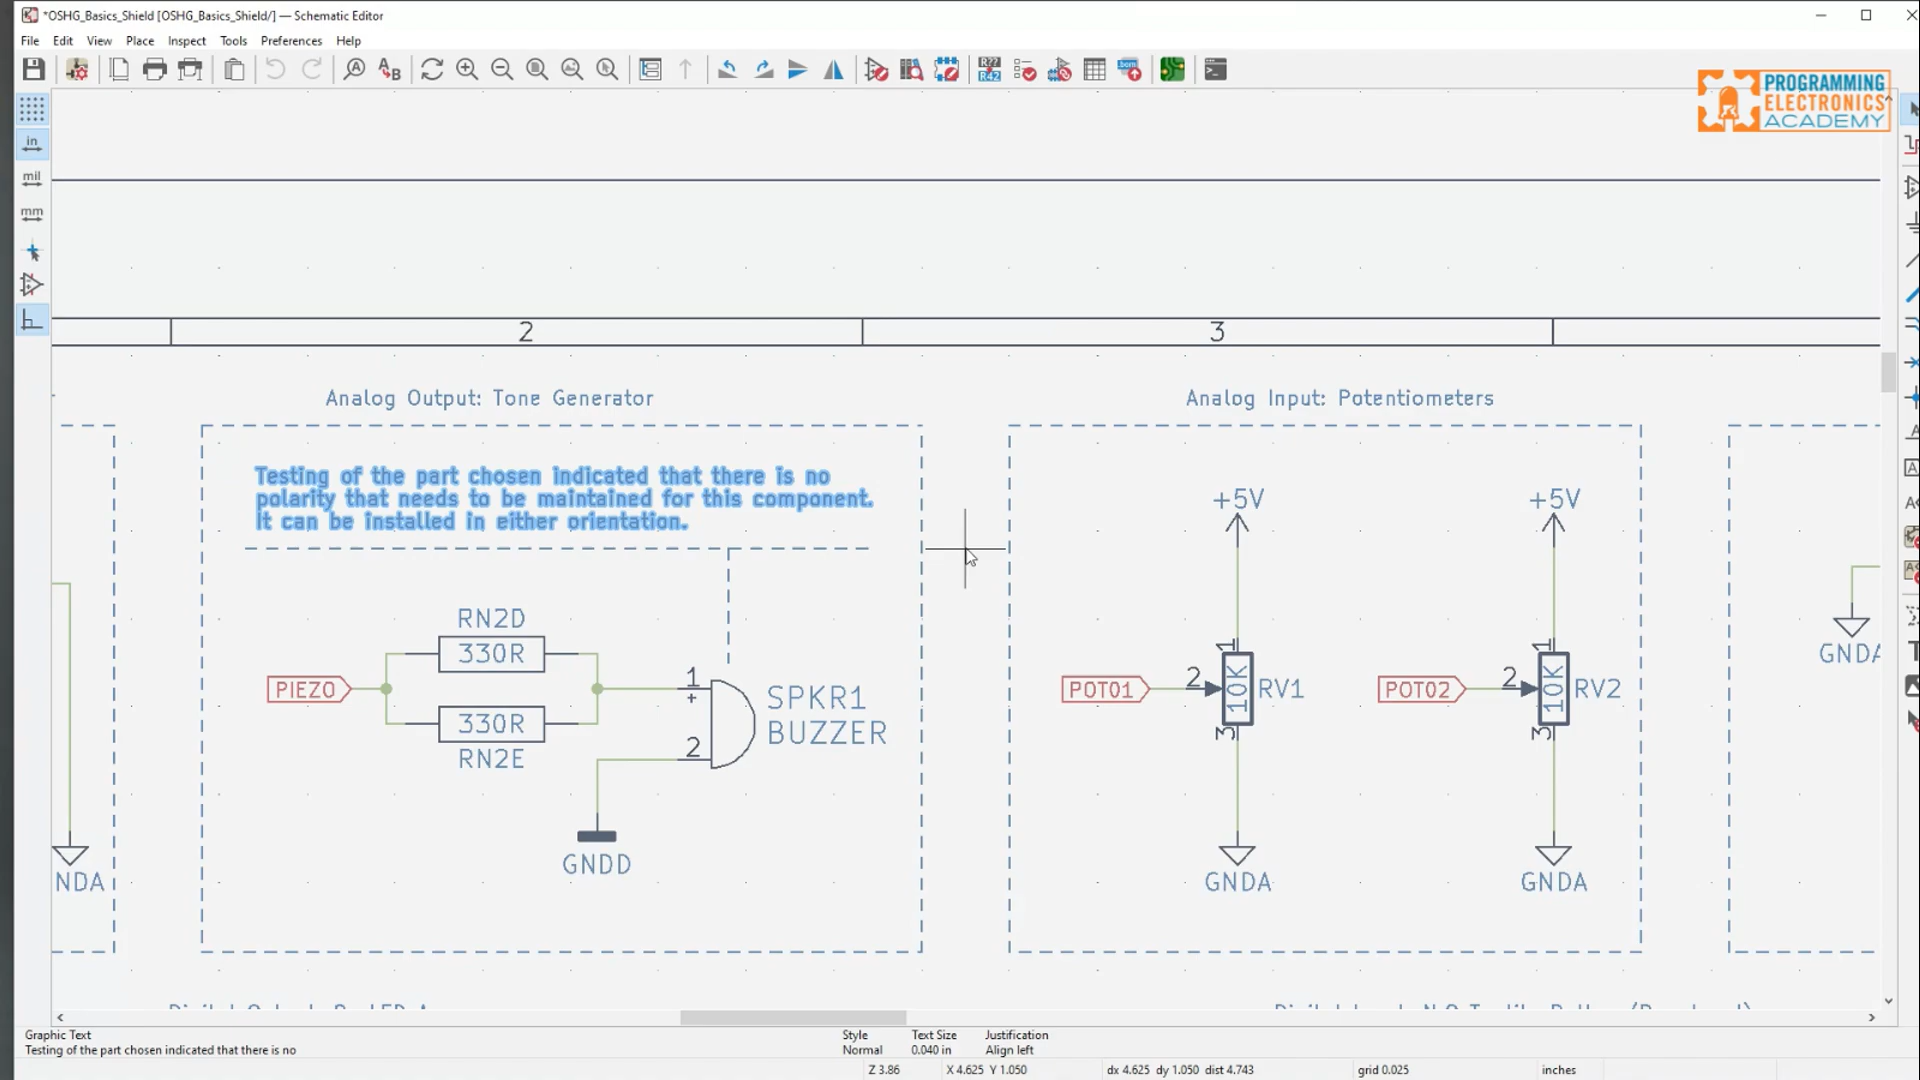 *OSHG_Basics_Shield [OSHG_Basics_Shield/] — Schematic Editor
File Edit View Place Inspect Tools Preferences Help
PROGRAMMING
ELECTRONICS
ACADEMY
in
mil
mm
2 3
Analog Output: Tone Generator
Analog Input: Potentiometers
Testing of the part chosen indicated that there is no
polarity that needs to be maintained for this component.
It can be installed in either orientation.
+5V +5V
RN2D
330R
PIEZO
330R
RN2E
1
+
2
SPKR1
BUZZER
GNDD
POT01 2 1 10K 3 RV1
POT02 2 1 10K 3 RV2
GNDA GNDA
NDA
GNDA
Graphic Text
Testing of the part chosen indicated that there is no
Style
Normal
Text Size
0.040 in
Justification
Align left
Z 3.86 X 4.625 Y 1.050 dx 4.625 dy 1.050 dist 4.743 grid 0.025 inches